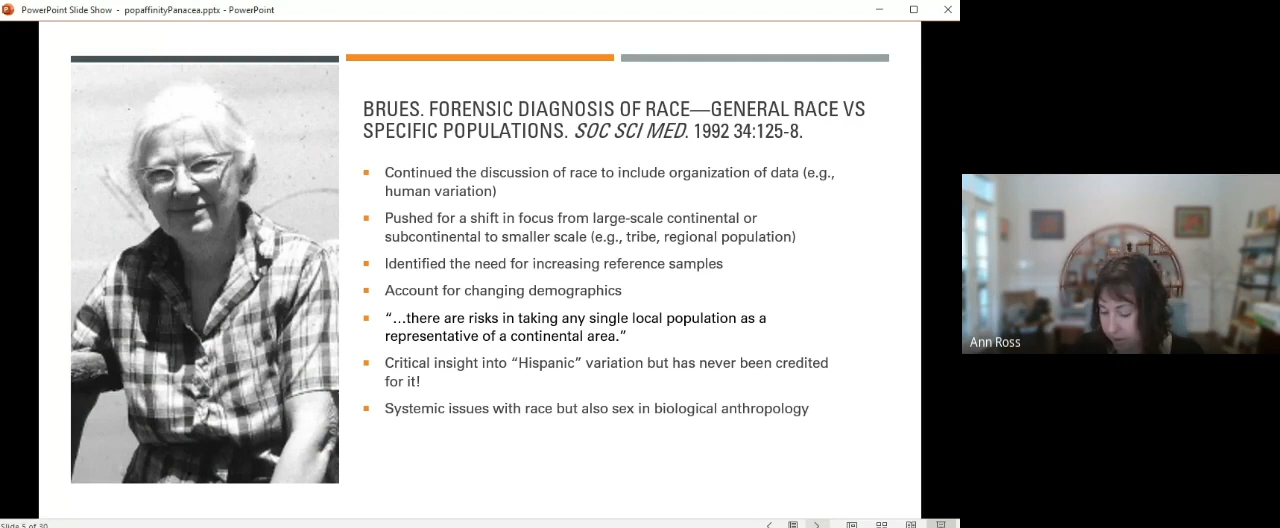 PowerPoint Slide Show - popaffinityPanacea.pptx - PowerPoint
BRUES. FORENSIC DIAGNOSIS OF RACE—GENERAL RACE VS
SPECIFIC POPULATIONS. SOC SCI MED. 1992 34:125-8.
Continued the discussion of race to include organization of data (e.g.,
human variation)
Pushed for a shift in focus from large-scale continental or
subcontinental to smaller scale (e.g., tribe, regional population)
Identified the need for increasing reference samples
Account for changing demographics
“…there are risks in taking any single local population as a
representative of a continental area.”
Critical insight into “Hispanic” variation but has never been credited
for it!
Systemic issues with race but also sex in biological anthropology
Ann Ross
Slide 5 of 30